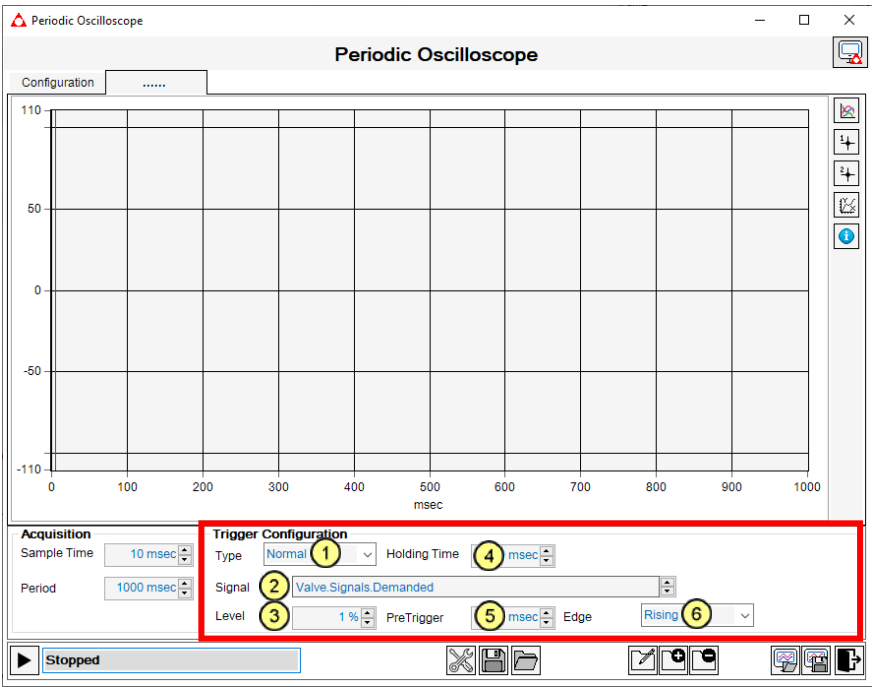 Periodic Oscilloscope
Periodic Oscilloscope
Configuration ......
110
50
0
-50
-110
0 100 200 300 400 500 600 700 800 900 1000
msec
Acquisition Trigger Configuration
Sample Time 10 msec Type Normal 1 Holding Time 4 msec
Period 1000 msec Signal 2 Valve.Signals.Demanded
Level 3 1 % PreTrigger 5 msec Edge Rising 6
Stopped